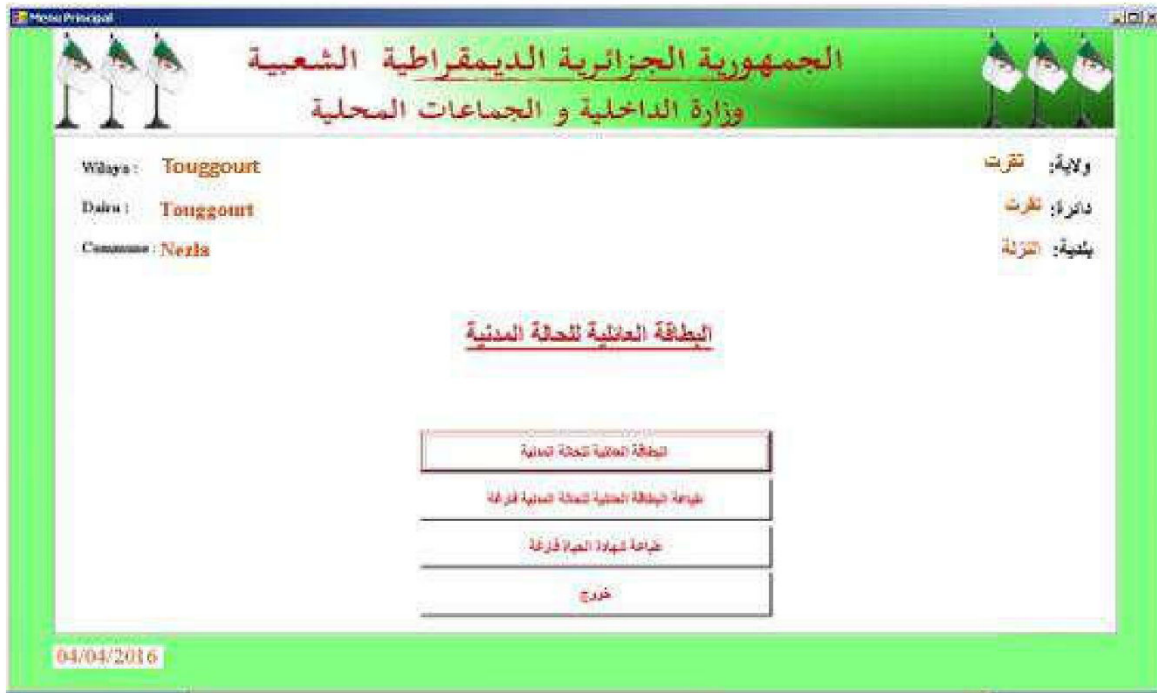 Menu Principal
الجمهورية الجزائرية الديمقراطية الشعبية
وزارة الداخلية و الجماعات المحلية
Wilaya : Touggourt
ولاية: تقرت
Daira : Touggourt
دائرة: تقرت
Commune : Nezla
بلدية: النزلة
البطاقة العائلية للحالة المدنية
البطاقة العائلية للحالة المدنية
طباعة البطاقة العائلية للحالة المدنية فارغة
طباعة شهادة الحياة فارغة
خروج
04/04/2016